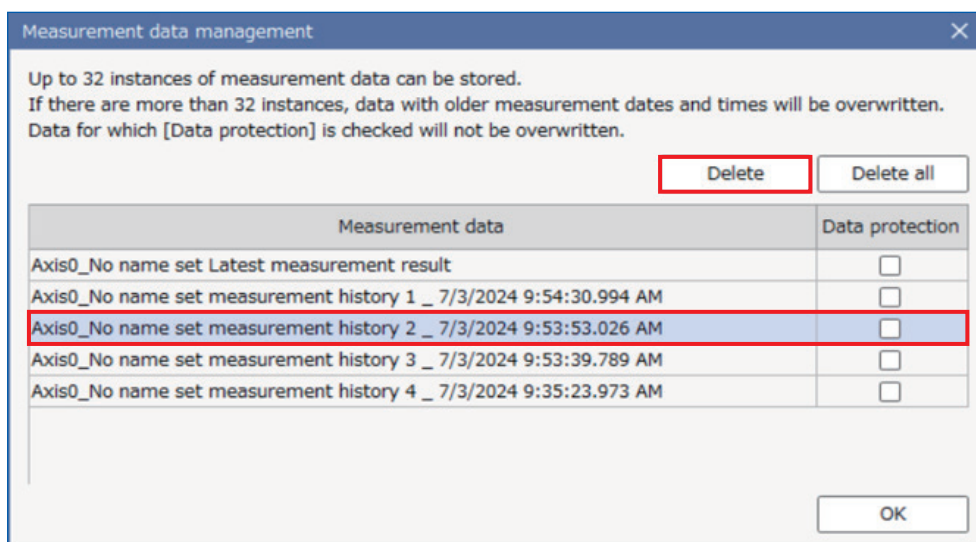 Measurement data management
Up to 32 instances of measurement data can be stored.
If there are more than 32 instances, data with older measurement dates and times will be overwritten.
Data for which [Data protection] is checked will not be overwritten.
Delete Delete all
Measurement data Data protection
Axis0_No name set Latest measurement result
Axis0_No name set measurement history 1 _ 7/3/2024 9:54:30.994 AM
Axis0_No name set measurement history 2 _ 7/3/2024 9:53:53.026 AM
Axis0_No name set measurement history 3 _ 7/3/2024 9:53:39.789 AM
Axis0_No name set measurement history 4 _ 7/3/2024 9:35:23.973 AM
OK